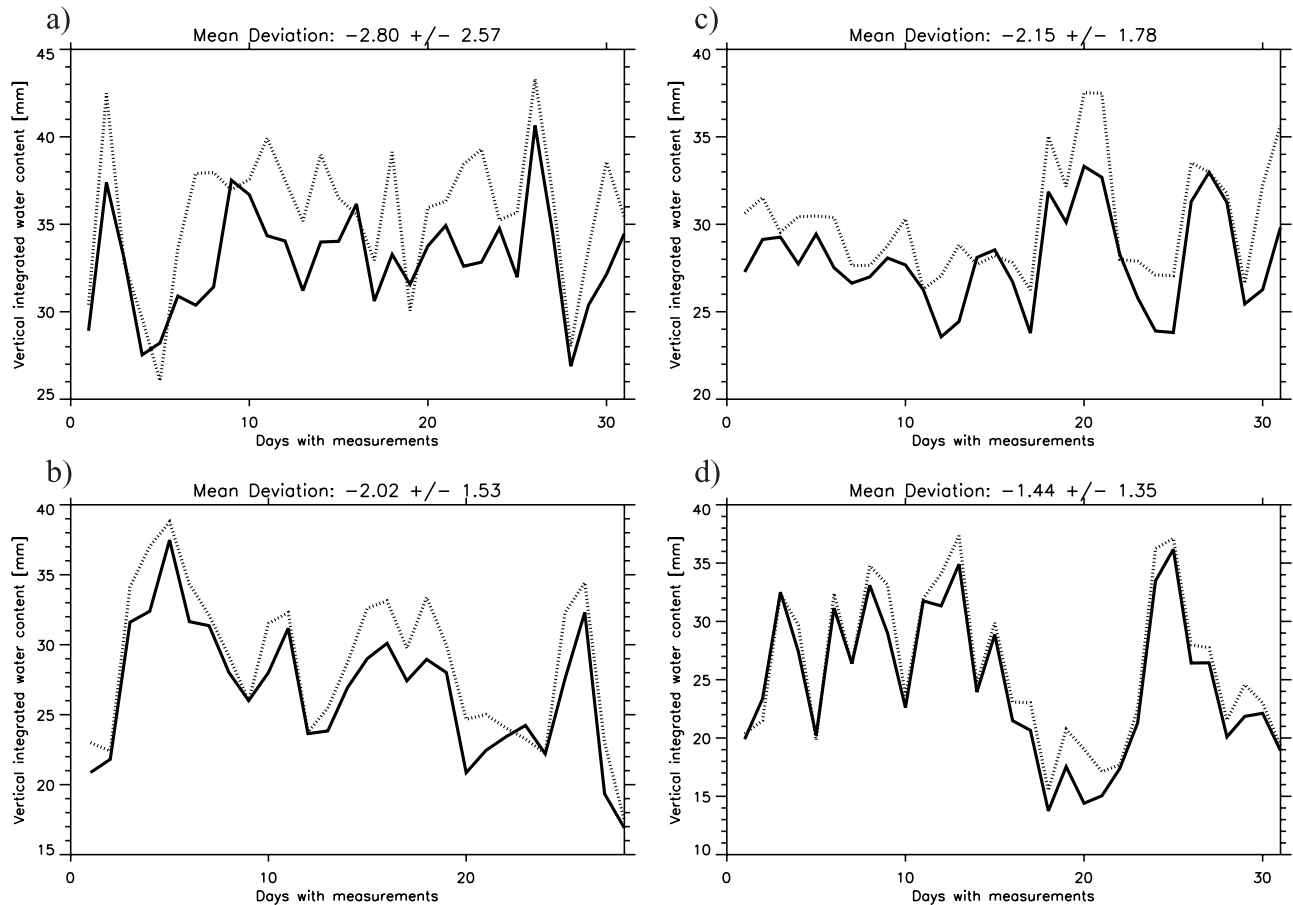 a)
Mean Deviation: −2.80 +/− 2.57
Vertical integrated water content [mm]
45
40
35
30
25
0 10 20 30
Days with measurements
c)
Mean Deviation: −2.15 +/− 1.78
Vertical integrated water content [mm]
40
35
30
25
20
0 10 20 30
Days with measurements
b)
Mean Deviation: −2.02 +/− 1.53
Vertical integrated water content [mm]
40
35
30
25
20
15
0 10 20
Days with measurements
d)
Mean Deviation: −1.44 +/− 1.35
Vertical integrated water content [mm]
40
35
30
25
20
15
10
0 10 20 30
Days with measurements